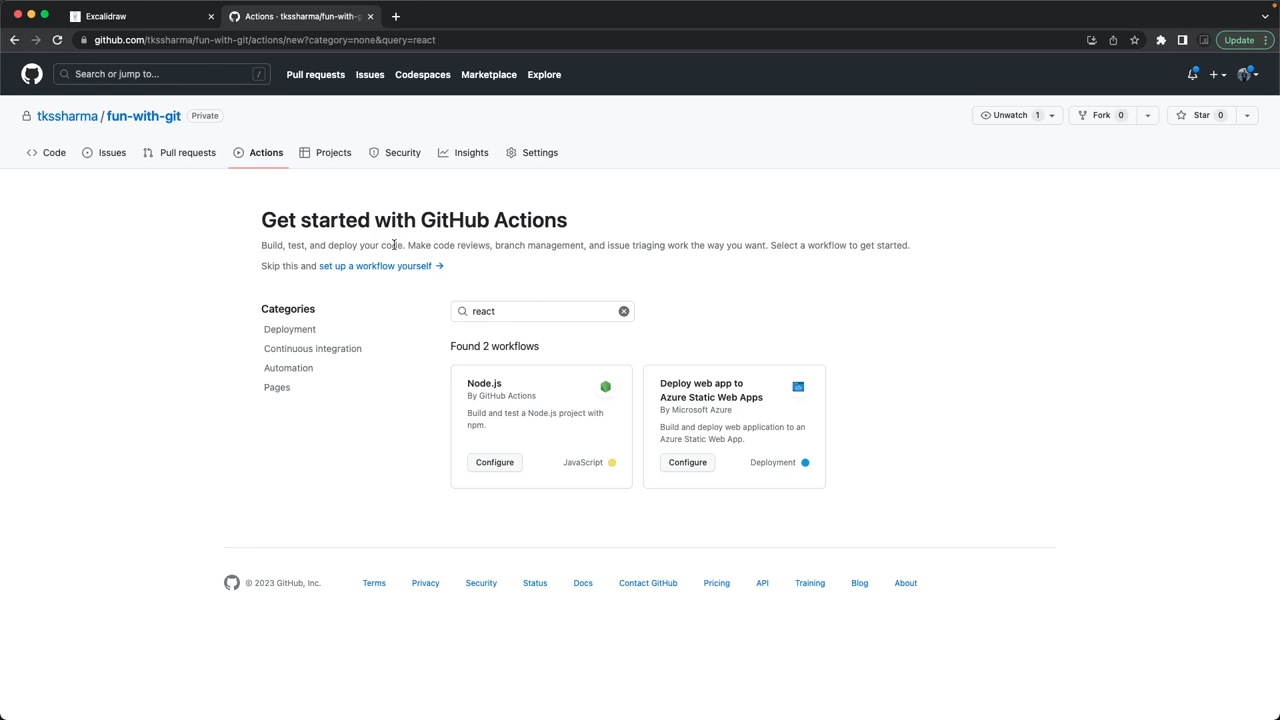 Excalidraw
Actions · tkssharma/fun-with-g
github.com/tkssharma/fun-with-git/actions/new?category=none&query=react
Update
Search or jump to...
/
Pull requests
Issues
Codespaces
Marketplace
Explore
tkssharma / fun-with-git
Private
Unwatch 1
Fork 0
Star 0
Code
Issues
Pull requests
Actions
Projects
Security
Insights
Settings
Get started with GitHub Actions
Build, test, and deploy your code. Make code reviews, branch management, and issue triaging work the way you want. Select a workflow to get started.
Skip this and set up a workflow yourself →
Categories
Deployment
Continuous integration
Automation
Pages
react
Found 2 workflows
Node.js
By GitHub Actions
Build and test a Node.js project with
npm.
Configure
JavaScript
Deploy web app to
Azure Static Web Apps
By Microsoft Azure
Build and deploy web application to an
Azure Static Web App.
Configure
Deployment
© 2023 GitHub, Inc.
Terms
Privacy
Security
Status
Docs
Contact GitHub
Pricing
API
Training
Blog
About